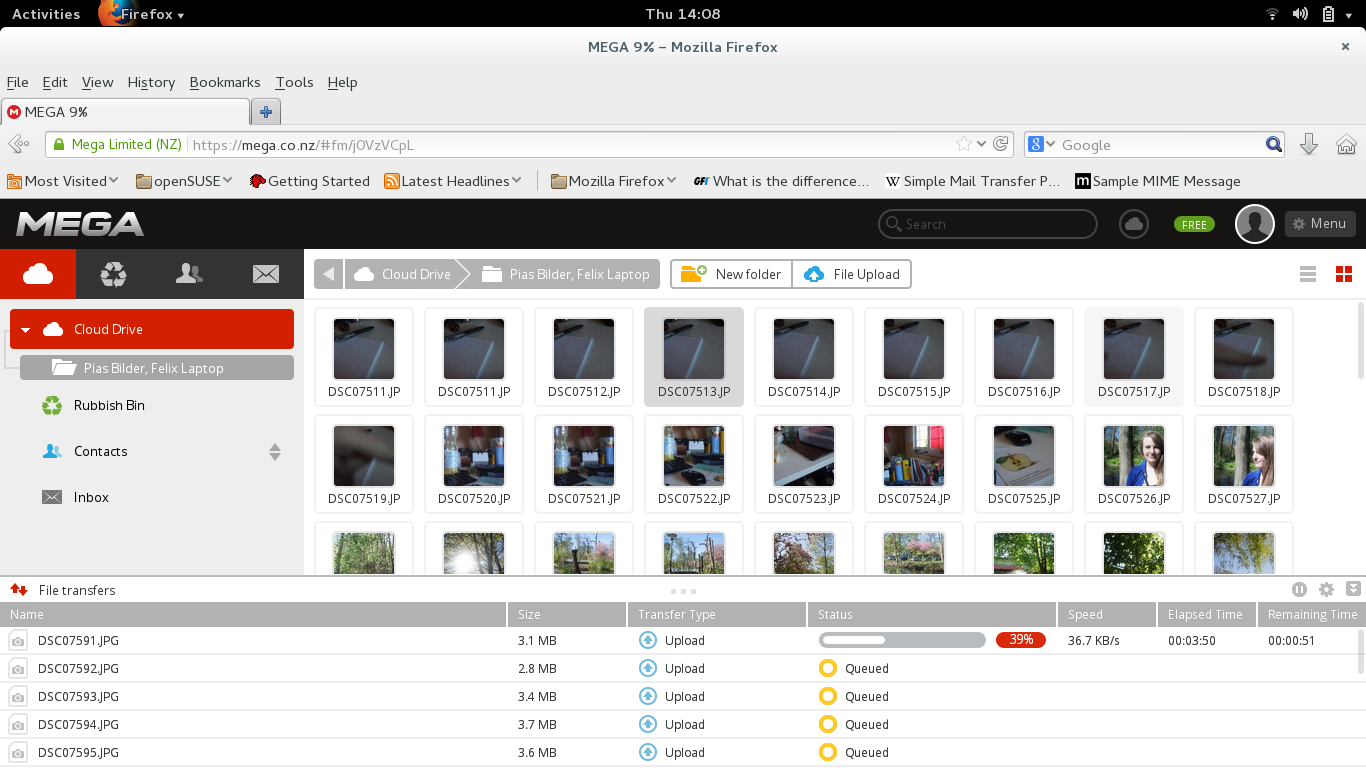 Activities Firefox Thu 14:08
MEGA 9% – Mozilla Firefox
File Edit View History Bookmarks Tools Help
MEGA 9%
Mega Limited (NZ) https://mega.co.nz/#fm/j0VzVCpL Google
Most Visited openSUSE Getting Started Latest Headlines Mozilla Firefox What is the difference... Simple Mail Transfer P... Sample MIME Message
MEGA Search FREE Menu
Cloud Drive Pias Bilder, Felix Laptop New folder File Upload
Cloud Drive
Pias Bilder, Felix Laptop
Rubbish Bin
Contacts
Inbox
DSC07511.JP DSC07511.JP DSC07512.JP DSC07513.JP DSC07514.JP DSC07515.JP DSC07516.JP DSC07517.JP DSC07518.JP
DSC07519.JP DSC07520.JP DSC07521.JP DSC07522.JP DSC07523.JP DSC07524.JP DSC07525.JP DSC07526.JP DSC07527.JP
File transfers
Name Size Transfer Type Status Speed Elapsed Time Remaining Time
DSC07591.JPG 3.1 MB Upload 39% 36.7 KB/s 00:03:50 00:00:51
DSC07592.JPG 2.8 MB Upload Queued
DSC07593.JPG 3.4 MB Upload Queued
DSC07594.JPG 3.7 MB Upload Queued
DSC07595.JPG 3.6 MB Upload Queued